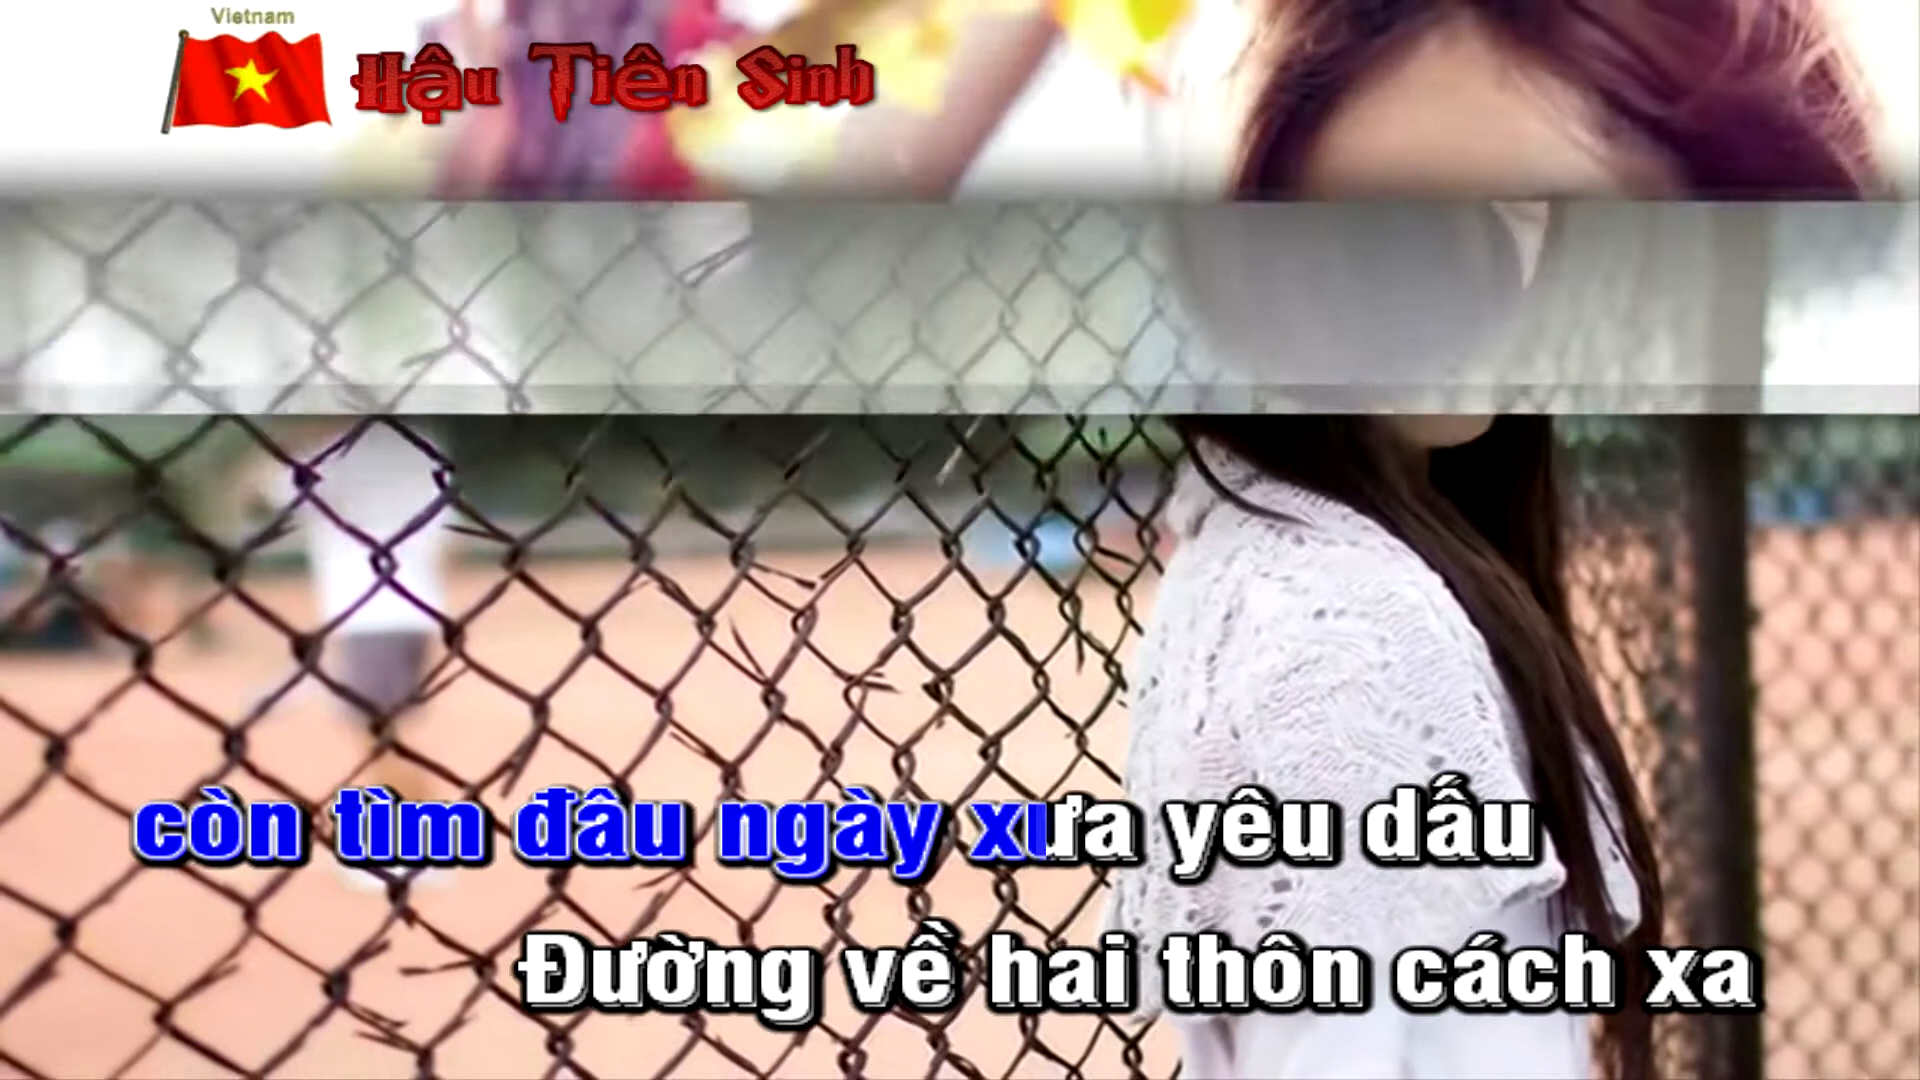 Vietnam
Hậu Tiên Sinh
còn tìm đâu ngày xưa yêu dấu
Đường về hai thôn cách xa